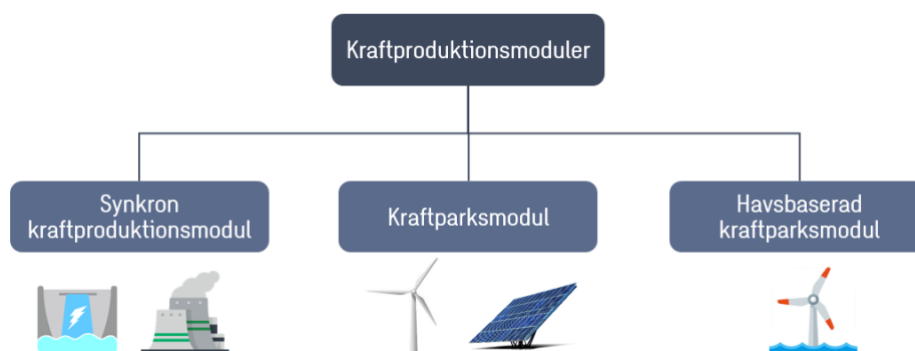 Kraftproduktionsmoduler
Synkron
kraftproduktionsmodul
Kraftparksmodul
Havsbaserad
kraftparksmodul